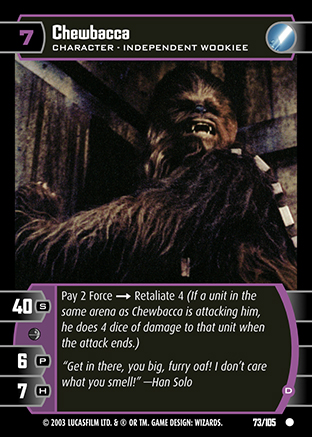 7 Chewbacca
CHARACTER - INDEPENDENT WOOKIEE
40 S
Pay 2 Force → Retaliate 4 (If a unit in the
same arena as Chewbacca is attacking him,
he does 4 dice of damage to that unit when
the attack ends.)
6 P
7 H
“Get in there, you big, furry oaf! I don't care
what you smell!” —Han Solo
D
© 2003 LUCASFILM LTD. & ® OR TM. GAME DESIGN: WIZARDS. 73/105